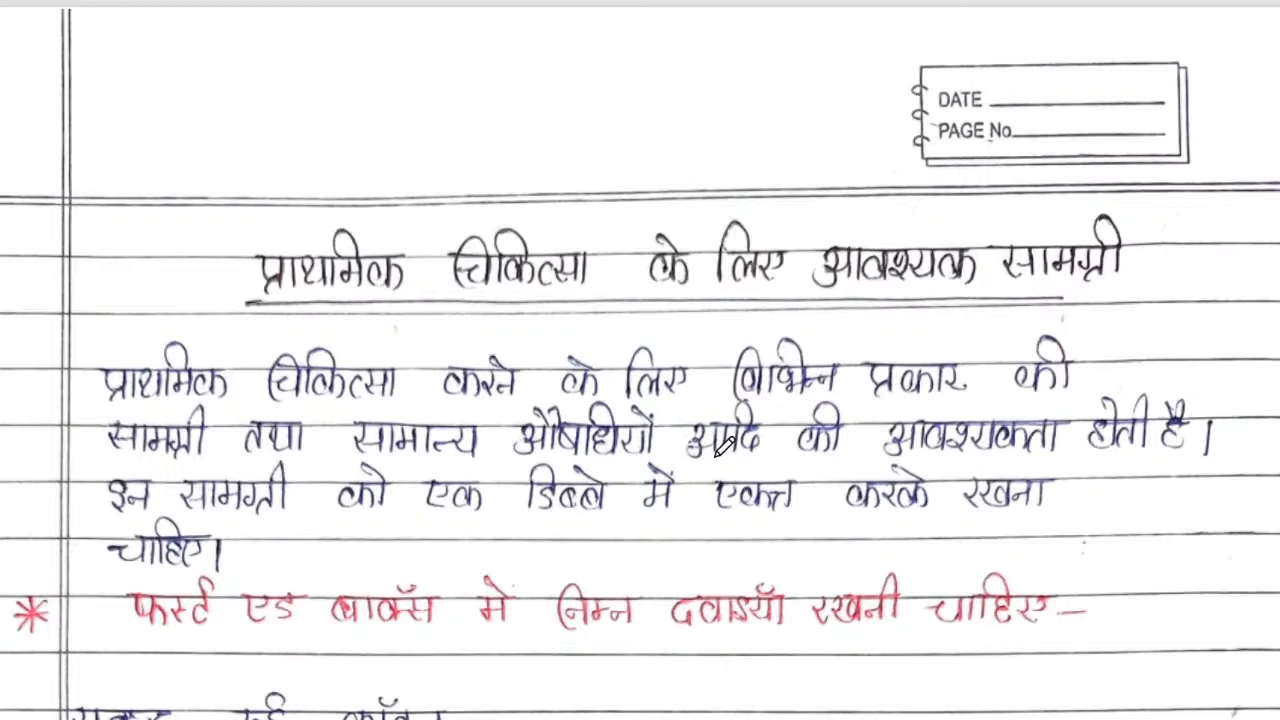 DATE
PAGE No.
प्राथमिक चिकित्सा के लिए आवश्यक सामग्री
प्राथमिक चिकित्सा करने के लिए विभिन्न प्रकार की
सामग्री तथा सामान्य औषधियों आदि की आवश्यकता होती है।
इन सामग्री को एक डिब्बे में एकत्र करके रखना
चाहिए।
* फर्स्ट एड बाक्स मे निम्न दवाइयाँ रखनी चाहिए –